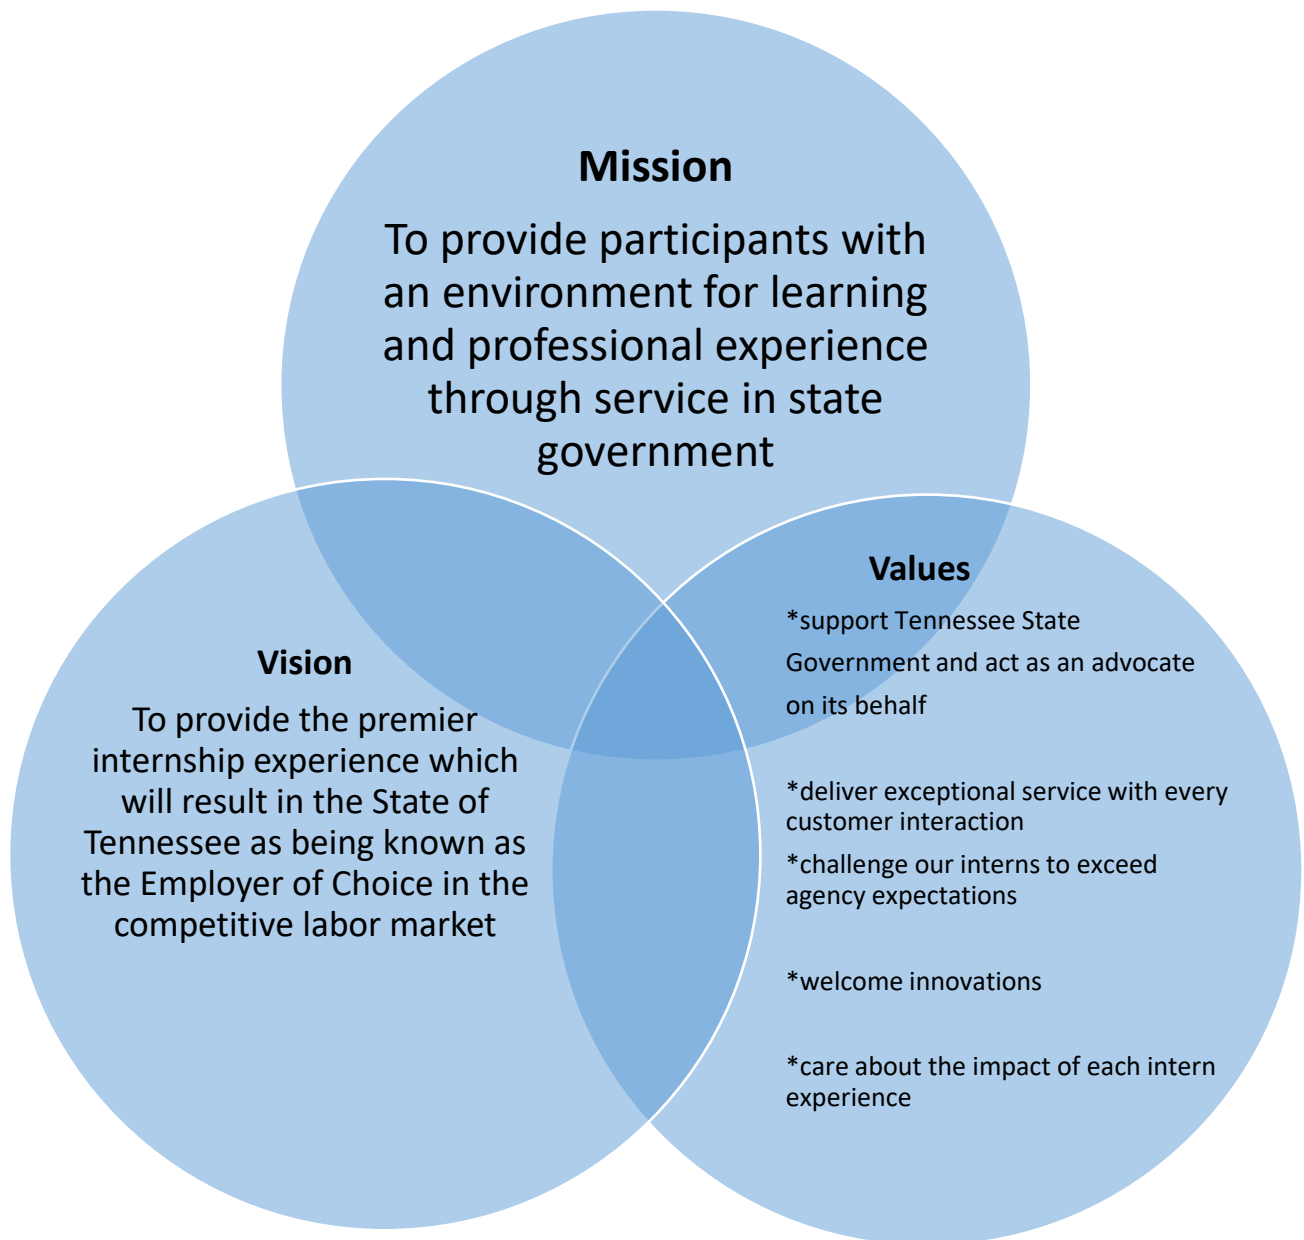 Mission
To provide participants with
an environment for learning
and professional experience
through service in state
government
Vision
To provide the premier
internship experience which
will result in the State of
Tennessee as being known as
the Employer of Choice in the
competitive labor market
Values
*support Tennessee State
Government and act as an advocate
on its behalf
*deliver exceptional service with every
customer interaction
*challenge our interns to exceed
agency expectations
*welcome innovations
*care about the impact of each intern
experience